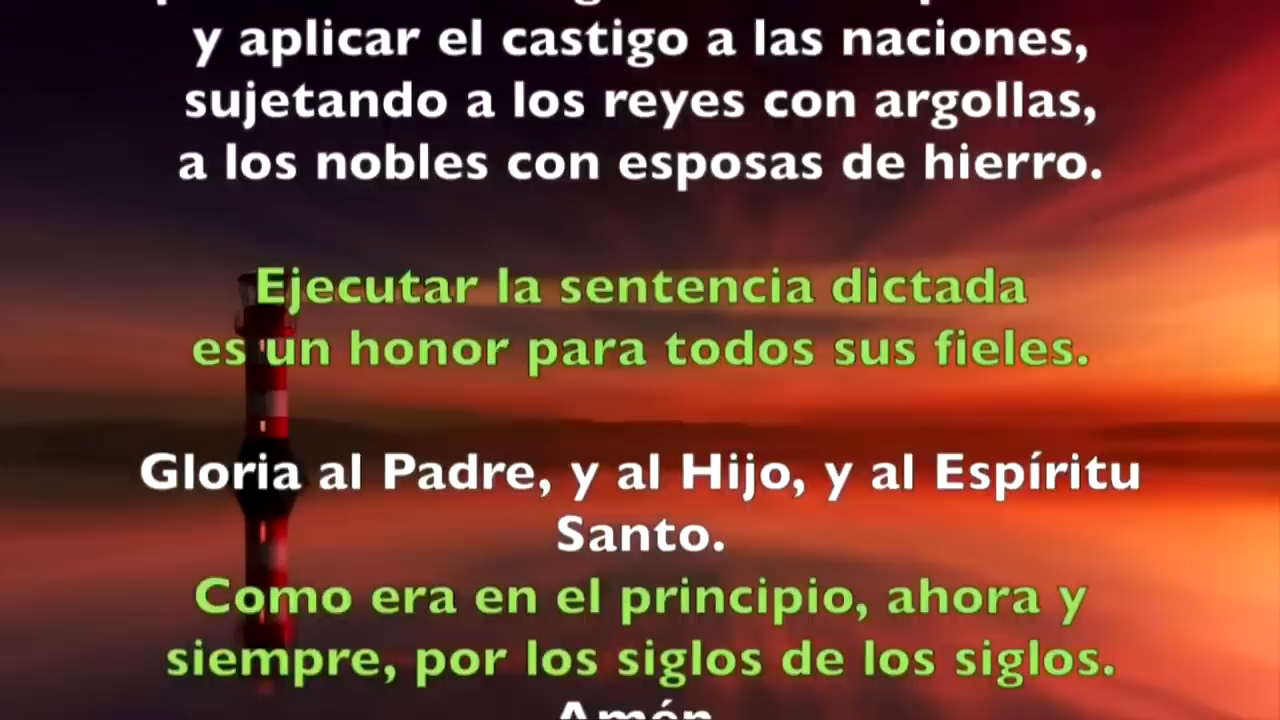 y aplicar el castigo a las naciones,
sujetando a los reyes con argollas,
a los nobles con esposas de hierro.
Ejecutar la sentencia dictada
es un honor para todos sus fieles.
Gloria al Padre, y al Hijo, y al Espíritu
Santo.
Como era en el principio, ahora y
siempre, por los siglos de los siglos.
Amén